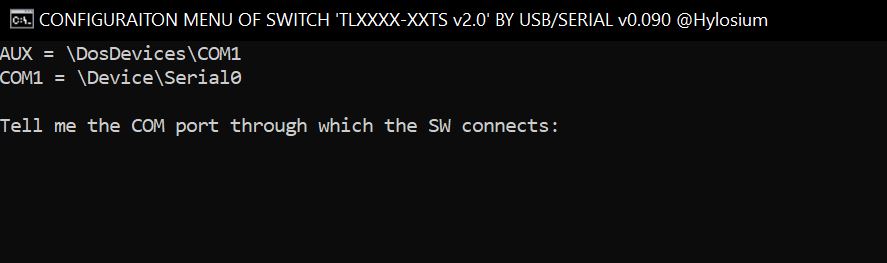 CONFIGURAITON MENU OF SWITCH 'TLXXXX-XXTS v2.0' BY USB/SERIAL v0.090 @Hylosium
AUX = \DosDevices\COM1
COM1 = \Device\Serial0
Tell me the COM port through which the SW connects: